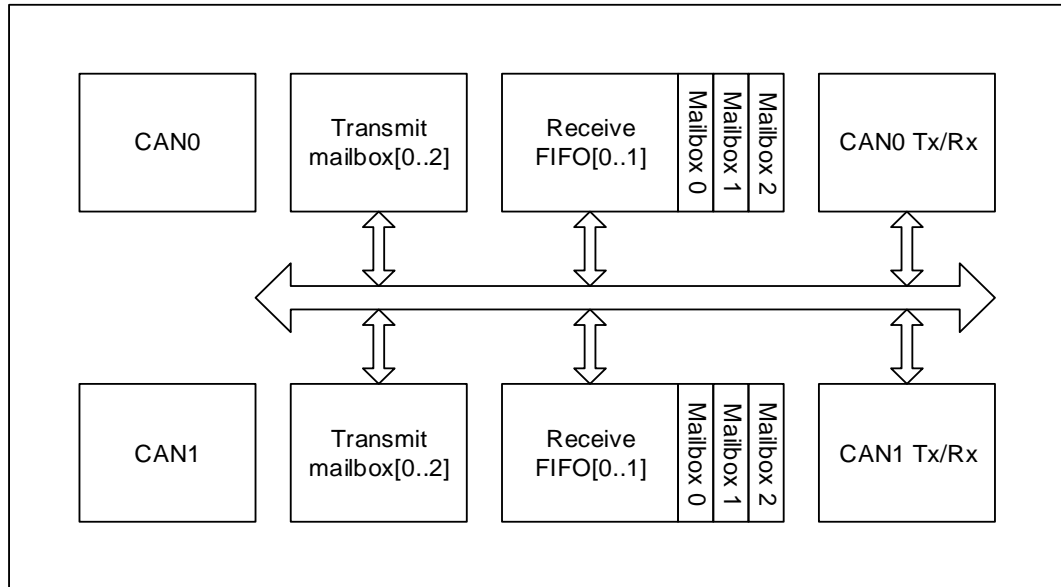 CAN0
Transmit
mailbox[0..2]
Receive
FIFO[0..1]
Mailbox 0
Mailbox 1
Mailbox 2
CAN0 Tx/Rx
CAN1
Transmit
mailbox[0..2]
Receive
FIFO[0..1]
Mailbox 0
Mailbox 1
Mailbox 2
CAN1 Tx/Rx